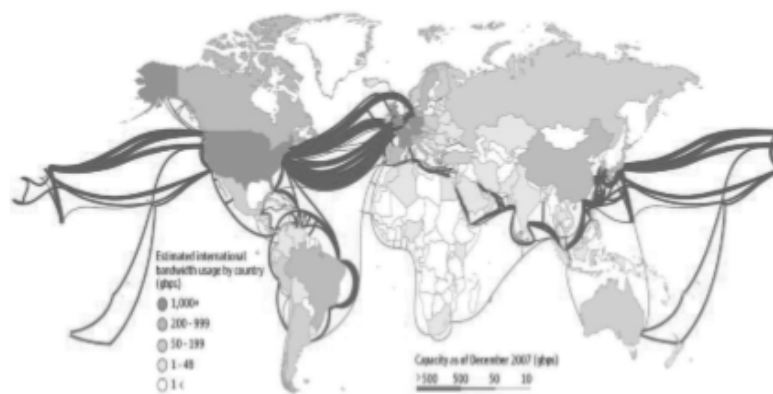 Estimated international
bandwidth usage by country
(gbps)
1,000+
200-999
50-199
1-49
1 <
Capacity as of December 2007 (gbps)
>500 500 50 10